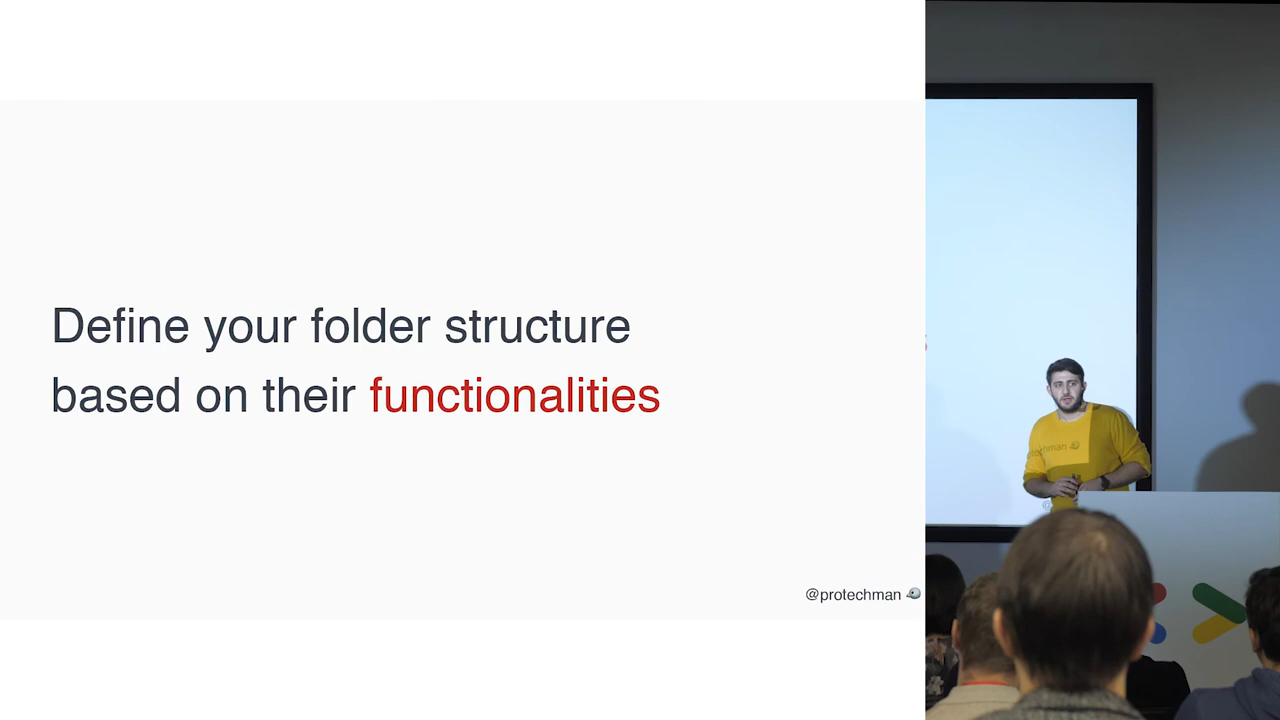 Define your folder structure
based on their functionalities
@protechman